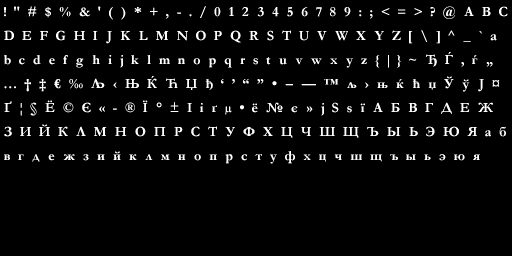 ! " # $ % & ' ( ) * + , - . / 0 1 2 3 4 5 6 7 8 9 : ; < = > ? @ A B C
D E F G H I J K L M N O P Q R S T U V W X Y Z [ \ ] ^ _ ` a
b c d e f g h i j k l m n o p q r s t u v w x y z { | } ~ Ђ Ѓ ‚ ѓ „
… † ‡ € ‰ Љ ‹ Њ Ќ Ћ Џ ђ ‘ ’ “ ” • – — ™ љ › њ ќ ћ џ Ў ў Ј ¤
Ґ ¦ § Ё © Є « - ® Ї ° ± І і ґ µ • ё № є » ј Ѕ ѕ ї А Б В Г Д Е Ж
З И Й К Л М Н О П Р С Т У Ф Х Ц Ч Ш Щ Ъ Ы Ь Э Ю Я а б
в г д е ж з и й к л м н о п р с т у ф х ц ч ш щ ъ ы ь э ю я